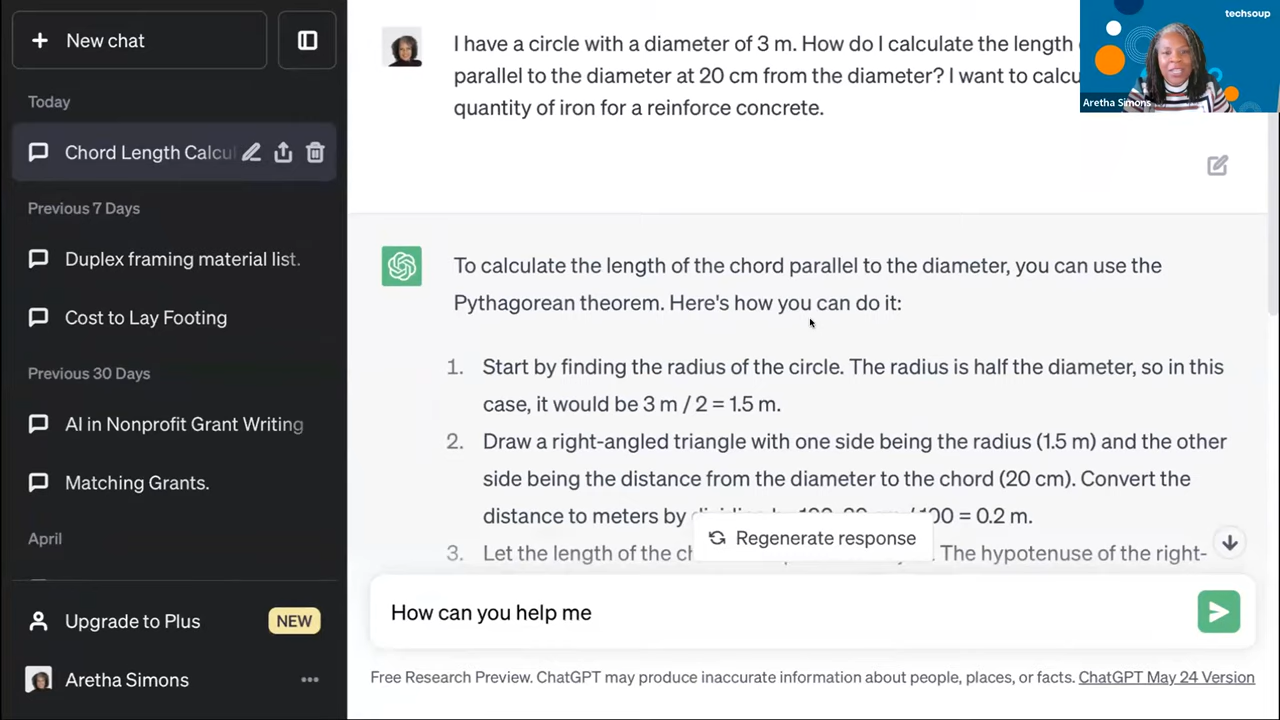 New chat
Today
Chord Length Calcu
Previous 7 Days
Duplex framing material list.
Cost to Lay Footing
Previous 30 Days
AI in Nonprofit Grant Writing
Matching Grants.
April
Upgrade to Plus
NEW
Aretha Simons
I have a circle with a diameter of 3 m. How do I calculate the length
parallel to the diameter at 20 cm from the diameter? I want to calcu
quantity of iron for a reinforce concrete.
techsoup
Aretha Simons
To calculate the length of the chord parallel to the diameter, you can use the
Pythagorean theorem. Here's how you can do it:
1. Start by finding the radius of the circle. The radius is half the diameter, so in this
case, it would be 3 m / 2 = 1.5 m.
2. Draw a right-angled triangle with one side being the radius (1.5 m) and the other
side being the distance from the diameter to the chord (20 cm). Convert the
distance to meters by = 0.2 m.
3. Let the length of the The hypotenuse of the right-
Regenerate response
How can you help me
Free Research Preview. ChatGPT may produce inaccurate information about people, places, or facts. ChatGPT May 24 Version